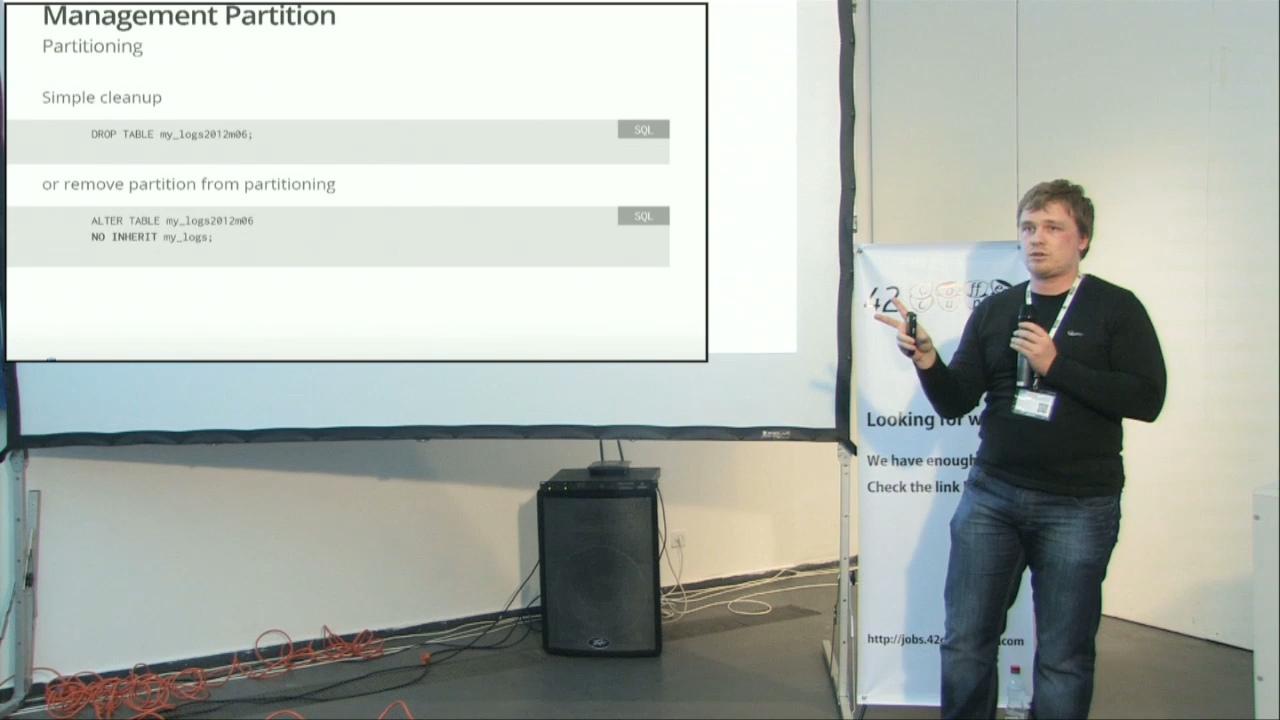 Management Partition
Partitioning
Simple cleanup
DROP TABLE my_logs2012m06;
SQL
or remove partition from partitioning
ALTER TABLE my_logs2012m06
NO INHERIT my_logs;
SQL
42
Looking for w
We have enough
Check the link
http://jobs.42
com